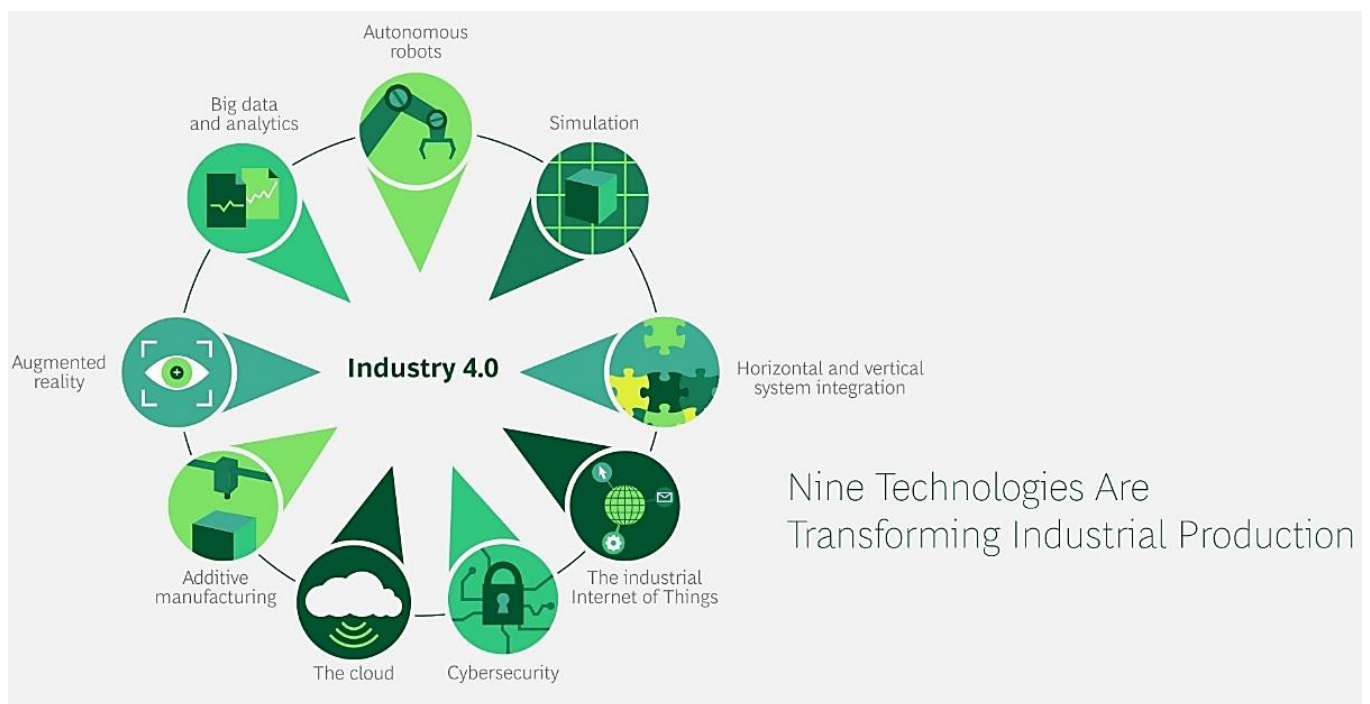 Autonomous
robots
Big data
and analytics
Simulation
Augmented
reality
Industry 4.0
Horizontal and vertical
system integration
Nine Technologies Are
Transforming Industrial Production
Additive
manufacturing
The industrial
Internet of Things
The cloud
Cybersecurity